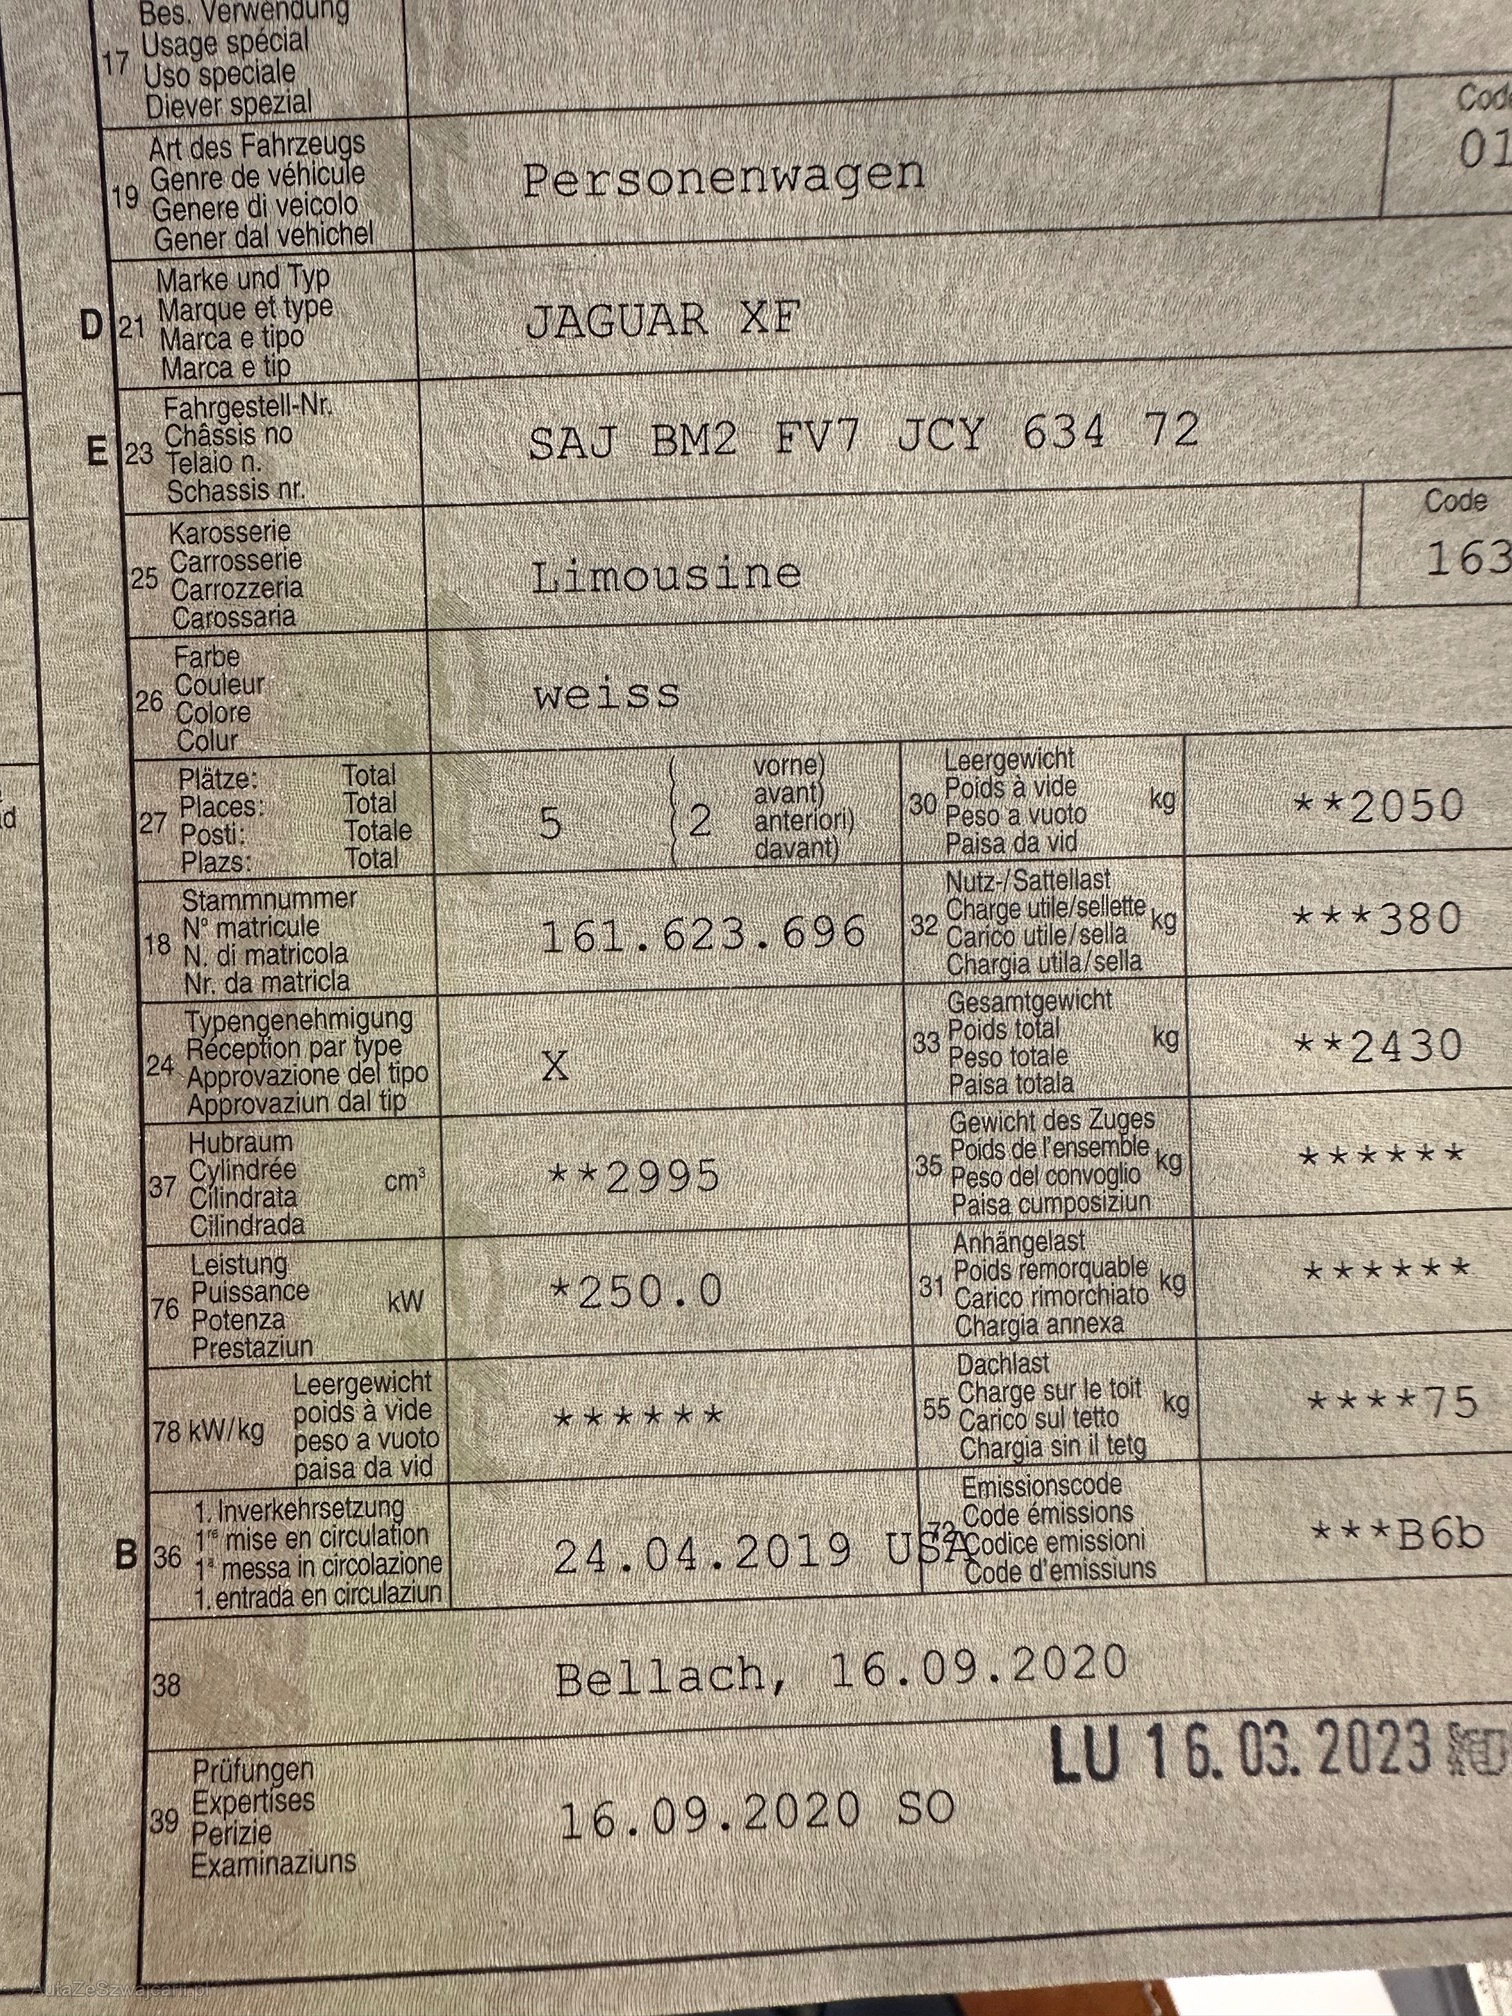 Bes. Verwendung
17 Usage spécial
Uso speciale
Diever spezial
Art des Fahrzeugs
19 Genre de véhicule
Genere di veicolo
Gener dal vehichel
Personenwagen
01
D 21 Marke und Typ
Marque et type
Marca e tipo
Marca e tip
JAGUAR XF
E 23 Fahrgestell-Nr.
Châssis no
Telaio n.
Schassis nr.
SAJ BM2 FV7 JCY 634 72
25 Karosserie
Carrosserie
Carrozzeria
Carossaria
Limousine
Code
163
26 Farbe
Couleur
Colore
Colur
weiss
27 Plätze: Total
Places: Total
Posti: Totale
Plazs: Total
5 2
vorne)
avant)
anteriori)
davant)
30 Leergewicht
Poids à vide
Peso a vuoto
Paisa da vid
kg **2050
18 Stammnummer
N° matricule
N. di matricola
Nr. da matricla
161.623.696
32 Nutz-/Sattellast
Charge utile/sellette
Carico utile/sella
Chargia utila/sella
kg ***380
24 Typengenehmigung
Réception par type
Approvazione del tipo
Approvaziun dal tip
X
33 Gesamtgewicht
Poids total
Peso totale
Paisa totala
kg **2430
37 Hubraum
Cylindrée
Cilindrata
Cilindrada
cm³ **2995
35 Gewicht des Zuges
Poids de l'ensemble
Peso del convoglio
Paisa cumposiziun
kg ******
76 Leistung
Puissance
Potenza
Prestaziun
kW *250.0
31 Anhängelast
Poids remorquable
Carico rimorchiato
Chargia annexa
kg ******
78 kW/kg Leergewicht
poids à vide
peso a vuoto
paisa da vid
******
55 Dachlast
Charge sur le toit
Carico sul tetto
Chargia sin il tetg
kg ****75
B 36 1. Inverkehrsetzung
1re mise en circulation
1a messa in circolazione
1. entrada en circulaziun
24.04.2019 USA
72 Emissionscode
Code émissions
Codice emissioni
Code d'emissiuns
***B6b
38 Bellach, 16.09.2020
39 Prüfungen
Expertises
Perizie
Examinaziuns
16.09.2020 SO
LU 16.03.2023
AutaZeSzwajcarii.pl